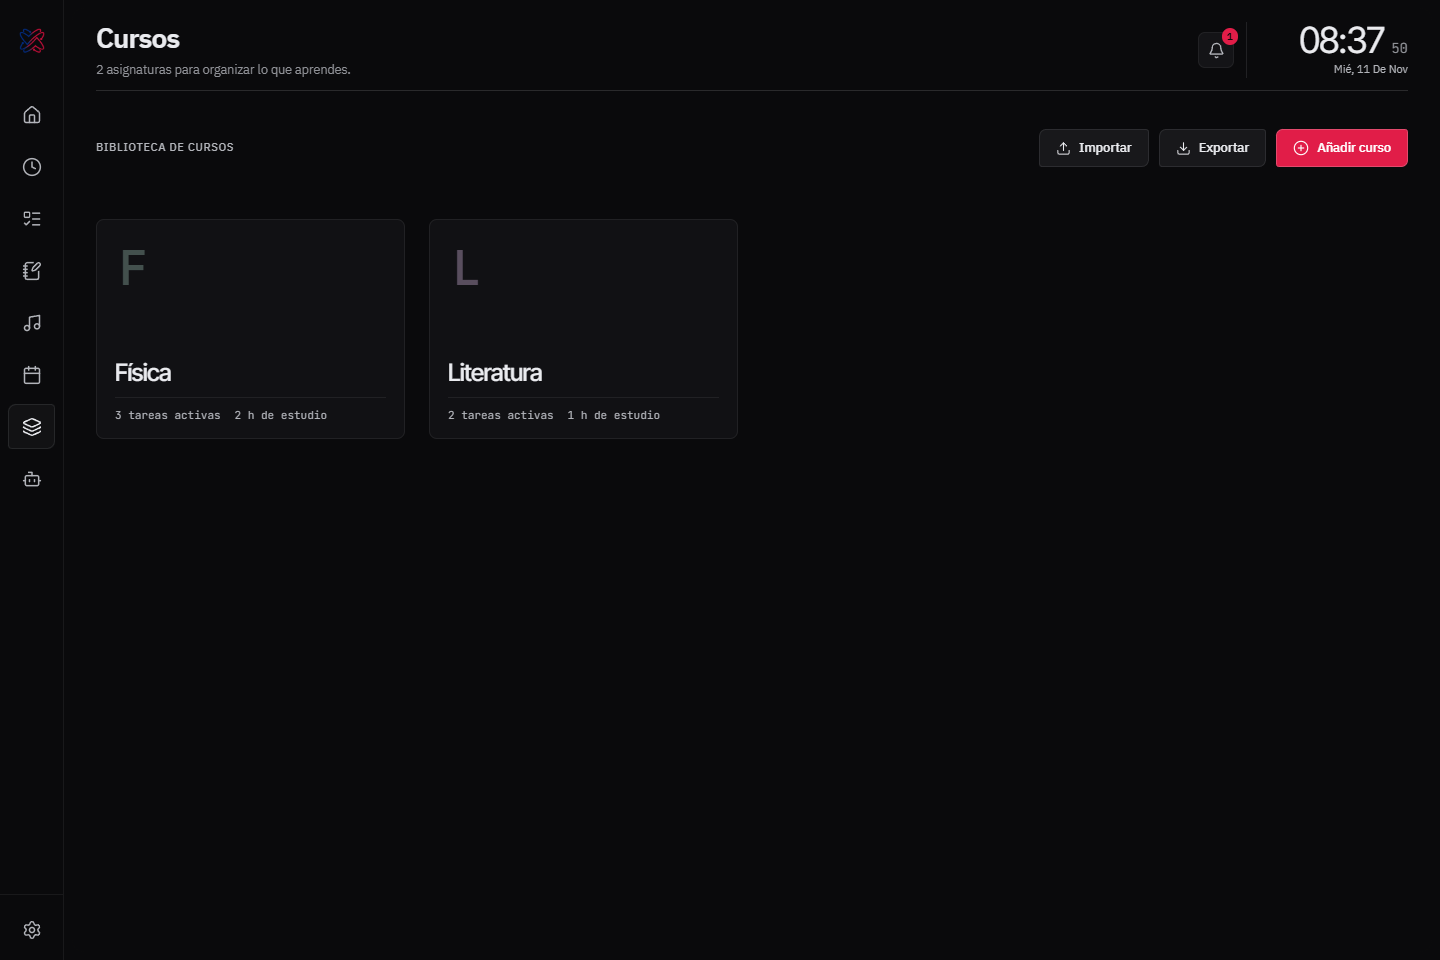 Cursos
2 asignaturas para organizar lo que aprendes.
1
08:37 50
Mié, 11 De Nov
BIBLIOTECA DE CURSOS
Importar
Exportar
Añadir curso
F
Física
3 tareas activas 2 h de estudio
L
Literatura
2 tareas activas 1 h de estudio